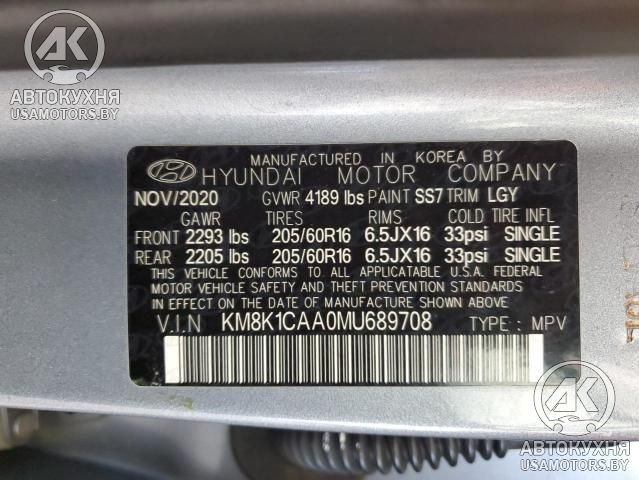 AK
АВТОКУХНЯ
USAMOTORS.BY
MANUFACTURED IN KOREA BY
HYUNDAI MOTOR COMPANY
NOV/2020 GVWR 4189 lbs PAINT SS7 TRIM LGY
GAWR TIRES RIMS COLD TIRE INFL
FRONT 2293 lbs 205/60R16 6.5JX16 33psi SINGLE
REAR 2205 lbs 205/60R16 6.5JX16 33psi SINGLE
THIS VEHICLE CONFORMS TO ALL APPLICABLE U.S.A. FEDERAL
MOTOR VEHICLE SAFETY AND THEFT PREVENTION STANDARDS
IN EFFECT ON THE DATE OF MANUFACTURE SHOWN ABOVE.
V.I.N KM8K1CAA0MU689708 TYPE : MPV
AK
АВТОКУХНЯ
USAMOTORS.BY